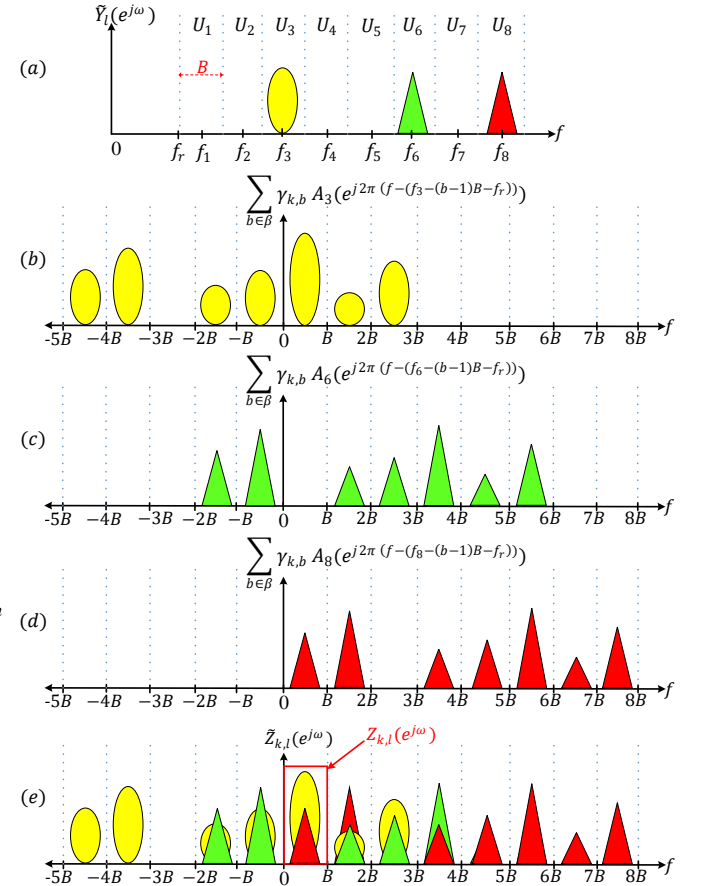 Ỹ_l(e^{jω}) U_1 U_2 U_3 U_4 U_5 U_6 U_7 U_8
(a)
B
0 f_r f_1 f_2 f_3 f_4 f_5 f_6 f_7 f_8 f
∑_{b∈β} γ_{k,b} A_3(e^{j2π (f−(f_3−(b−1)B−f_r))})
(b)
-5B −4B −3B −2B −B 0 B 2B 3B 4B 5B 6B 7B 8B f
∑_{b∈β} γ_{k,b} A_6(e^{j2π (f−(f_6−(b−1)B−f_r))})
(c)
-5B −4B −3B −2B −B 0 B 2B 3B 4B 5B 6B 7B 8B f
∑_{b∈β} γ_{k,b} A_8(e^{j2π (f−(f_8−(b−1)B−f_r))})
(d)
-5B −4B −3B −2B −B 0 B 2B 3B 4B 5B 6B 7B 8B f
Z̃_{k,l}(e^{jω}) Z_{k,l}(e^{jω})
(e)
-5B −4B −3B −2B −B 0 B 2B 3B 4B 5B 6B 7B 8B f